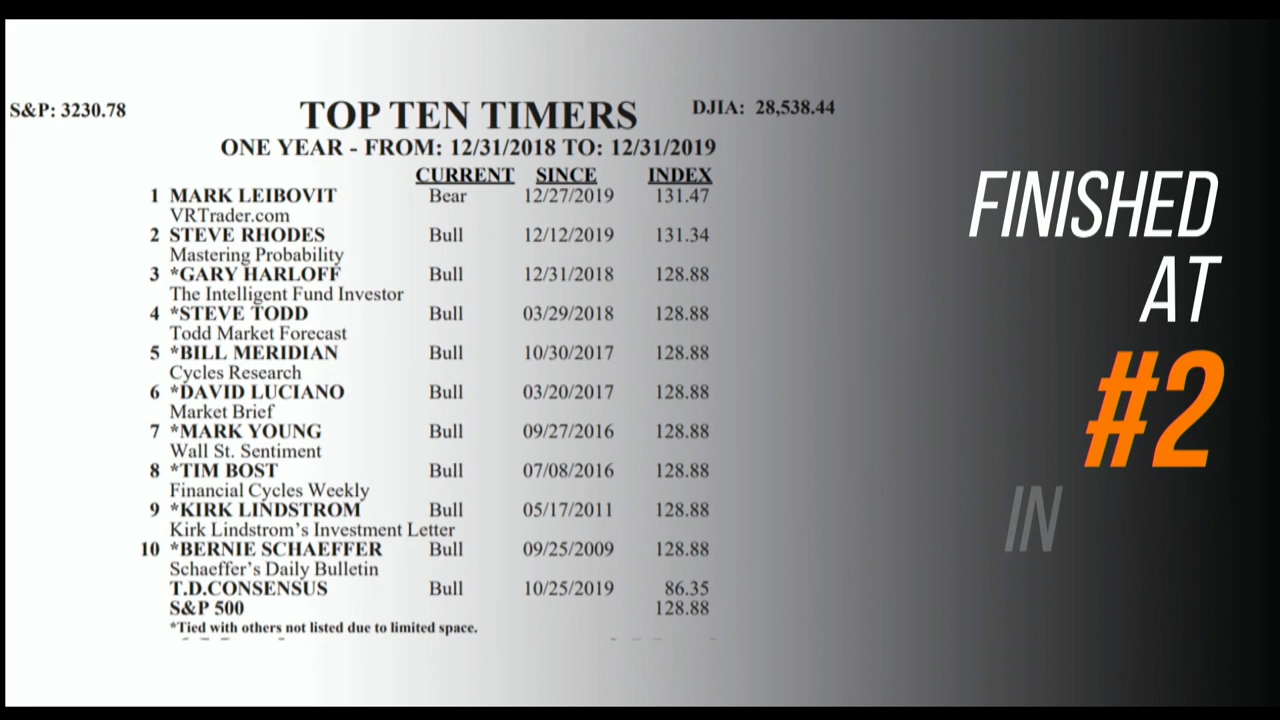 S&P: 3230.78
TOP TEN TIMERS
DJIA: 28,538.44
ONE YEAR - FROM: 12/31/2018 TO: 12/31/2019
CURRENT SINCE INDEX
1 MARK LEIBOVIT Bear 12/27/2019 131.47
VRTrader.com
2 STEVE RHODES Bull 12/12/2019 131.34
Mastering Probability
3 *GARY HARLOFF Bull 12/31/2018 128.88
The Intelligent Fund Investor
4 *STEVE TODD Bull 03/29/2018 128.88
Todd Market Forecast
5 *BILL MERIDIAN Bull 10/30/2017 128.88
Cycles Research
6 *DAVID LUCIANO Bull 03/20/2017 128.88
Market Brief
7 *MARK YOUNG Bull 09/27/2016 128.88
Wall St. Sentiment
8 *TIM BOST Bull 07/08/2016 128.88
Financial Cycles Weekly
9 *KIRK LINDSTROM Bull 05/17/2011 128.88
Kirk Lindstrom's Investment Letter
10 *BERNIE SCHAEFFER Bull 09/25/2009 128.88
Schaeffer's Daily Bulletin
T.D.CONSENSUS Bull 10/25/2019 86.35
S&P 500 128.88
*Tied with others not listed due to limited space.
FINISHED
AT
#2
IN